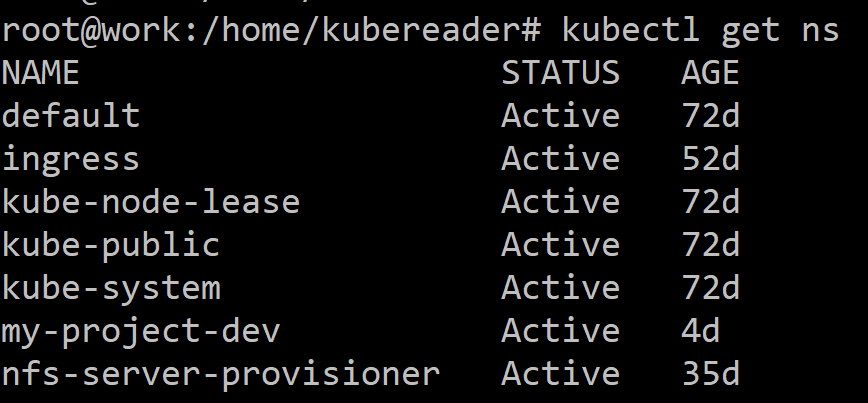 root@work:/home/kubereader# kubectl get ns
NAME STATUS AGE
default Active 72d
ingress Active 52d
kube-node-lease Active 72d
kube-public Active 72d
kube-system Active 72d
my-project-dev Active 4d
nfs-server-provisioner Active 35d